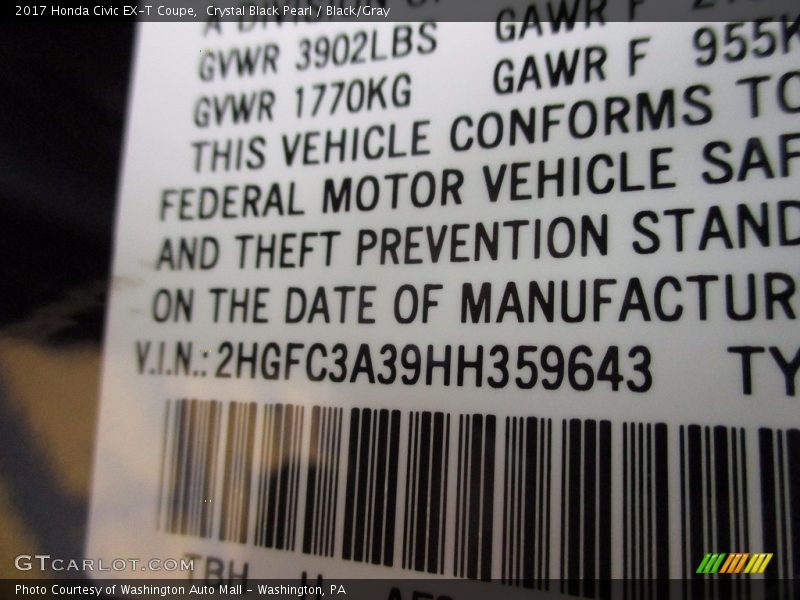 2017 Honda Civic EX-T Coupe, Crystal Black Pearl / Black/Gray
GVWR 3902LBS GAWR F
GVWR 1770KG GAWR F 955K
THIS VEHICLE CONFORMS TO
FEDERAL MOTOR VEHICLE SAF
AND THEFT PREVENTION STAND
ON THE DATE OF MANUFACTUR
V.I.N.: 2HGFC3A39HH359643 TY
GTCARLOT.COM
Photo Courtesy of Washington Auto Mall - Washington, PA